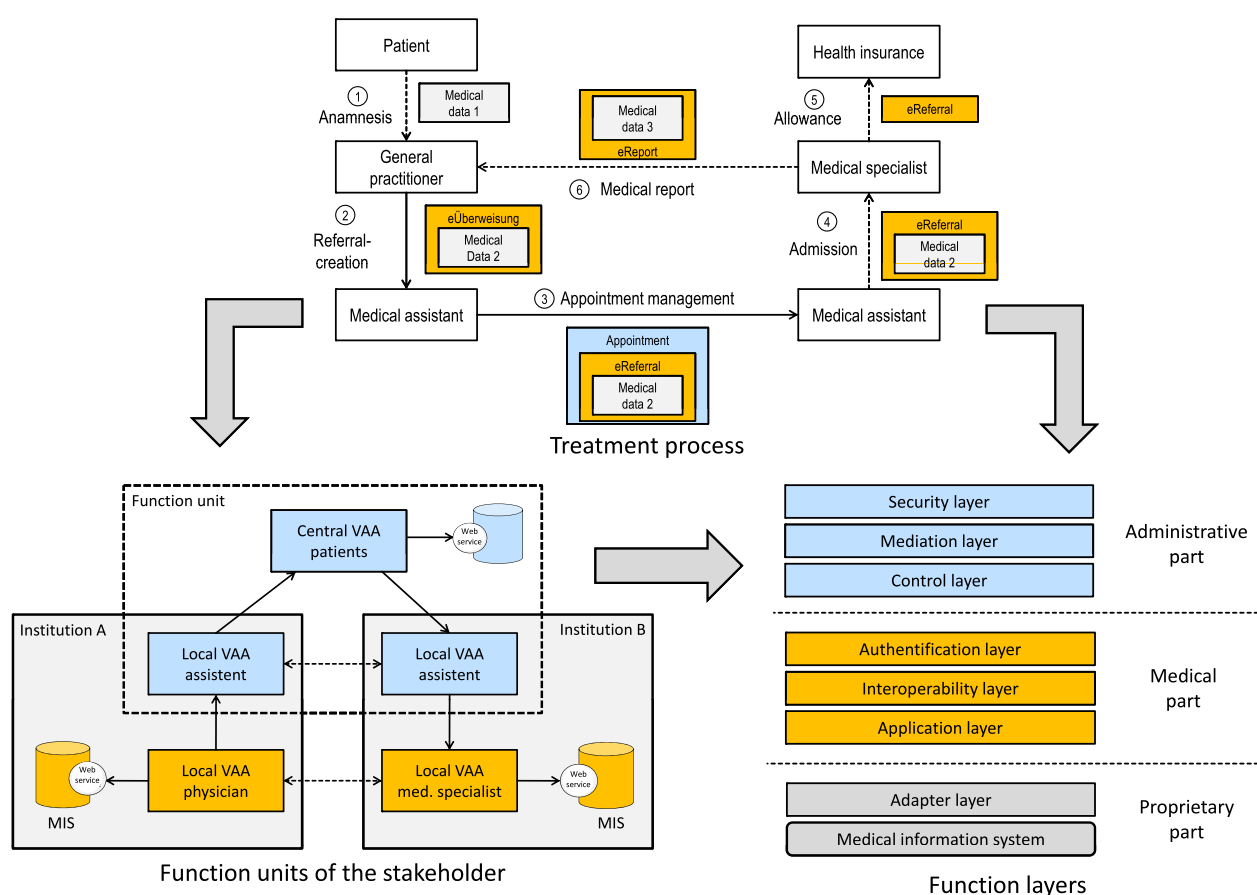 Patient
Health insurance
1
Anamnesis
Medical
data 1
Medical
data 3
eReport
5
Allowance
eReferral
General
practitioner
Medical specialist
6
Medical report
2
Referral-
creation
eÜberweisung
Medical
Data 2
4
Admission
eReferral
Medical
data 2
Medical assistant
3
Appointment management
Medical assistant
Appointment
eReferral
Medical
data 2
Treatment process
Function unit
Central VAA
patients
Web
service
Institution A
Institution B
Local VAA
assistent
Local VAA
assistent
Web
service
Local VAA
physician
Local VAA
med. specialist
Web
service
MIS
MIS
Function units of the stakeholder
Security layer
Mediation layer
Control layer
Administrative
part
Authentification layer
Interoperability layer
Application layer
Medical
part
Adapter layer
Medical information system
Proprietary
part
Function layers